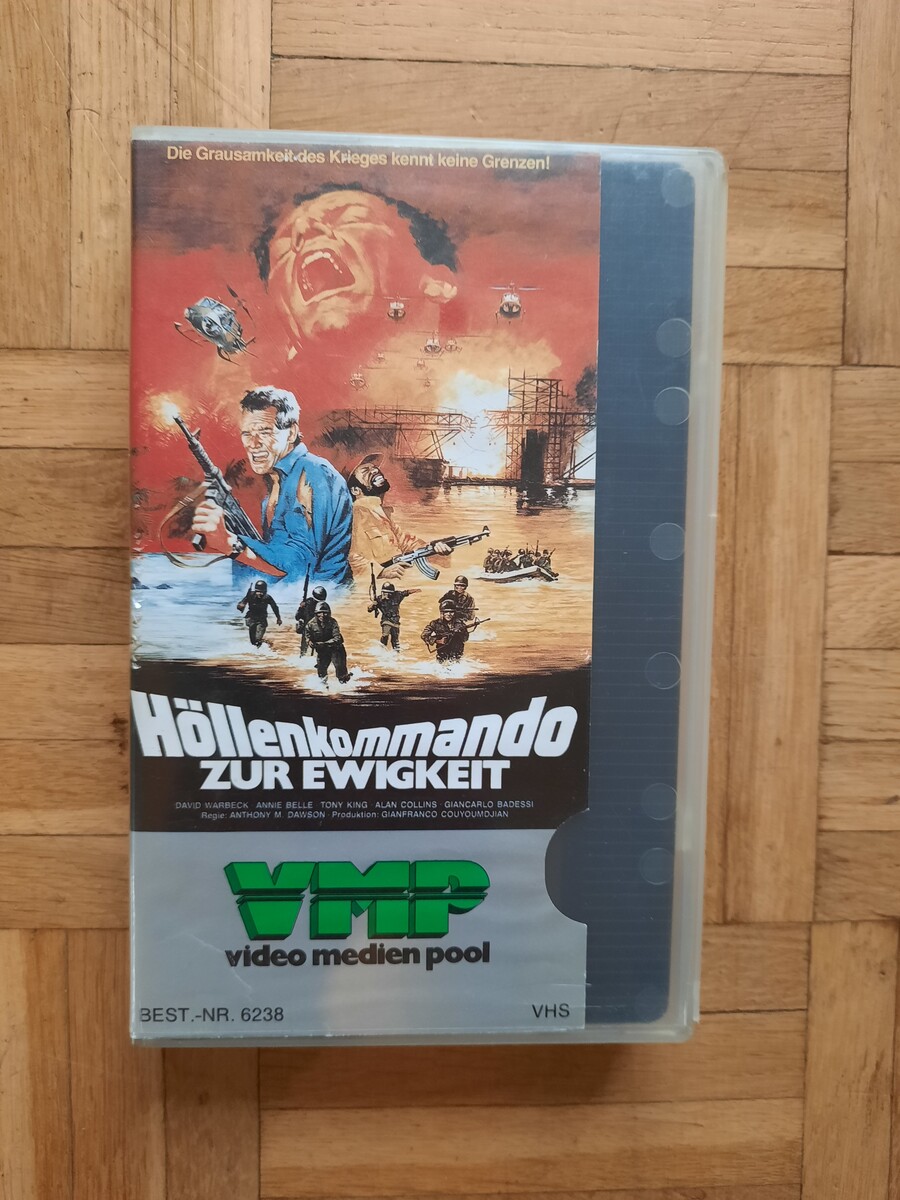 Die Grausamkeit des Krieges kennt keine Grenzen!
Höllenkommando
ZUR EWIGKEIT
DAVID WARBECK ANNIE BELLE TONY KING ALAN COLLINS GIANCARLO BADESSI
Regie: ANTHONY M. DAWSON Produktion: GIANFRANCO COUYOUMDJIAN
VMP
video medien pool
BEST.-NR. 6238 VHS